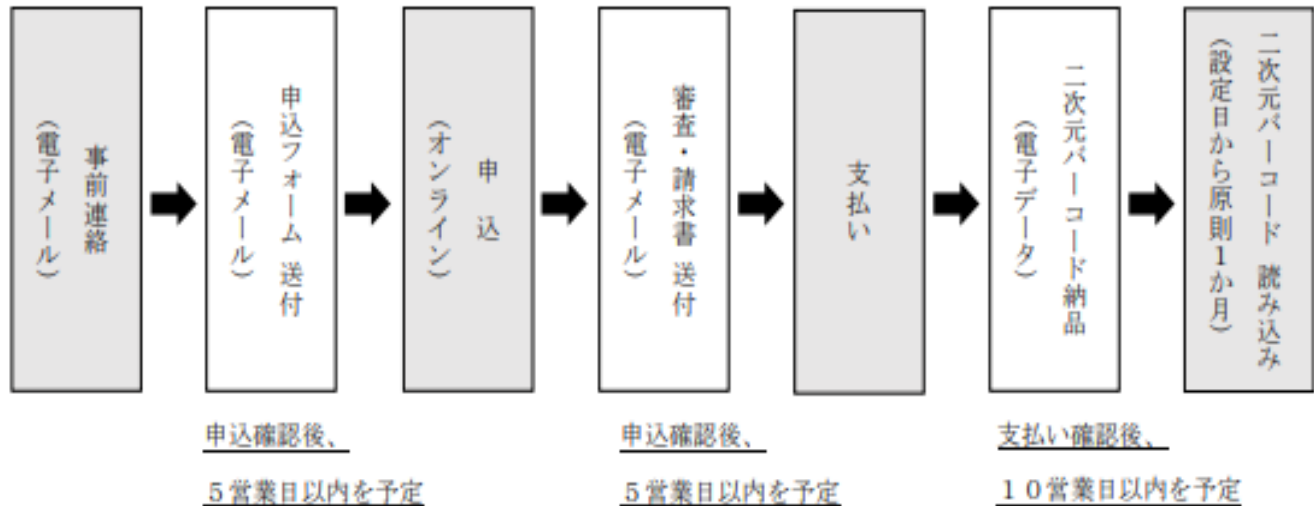 事前連絡
(電子メール)
申込フォーム 送付
(電子メール)
申 込
(オンライン)
審査・請求書 送付
(電子メール)
支払い
二次元バーコード納品
(電子データ)
二次元バーコード 読み込み
(設定日から原則1か月)
申込確認後、
5営業日以内を予定
申込確認後、
5営業日以内を予定
支払い確認後、
10営業日以内を予定